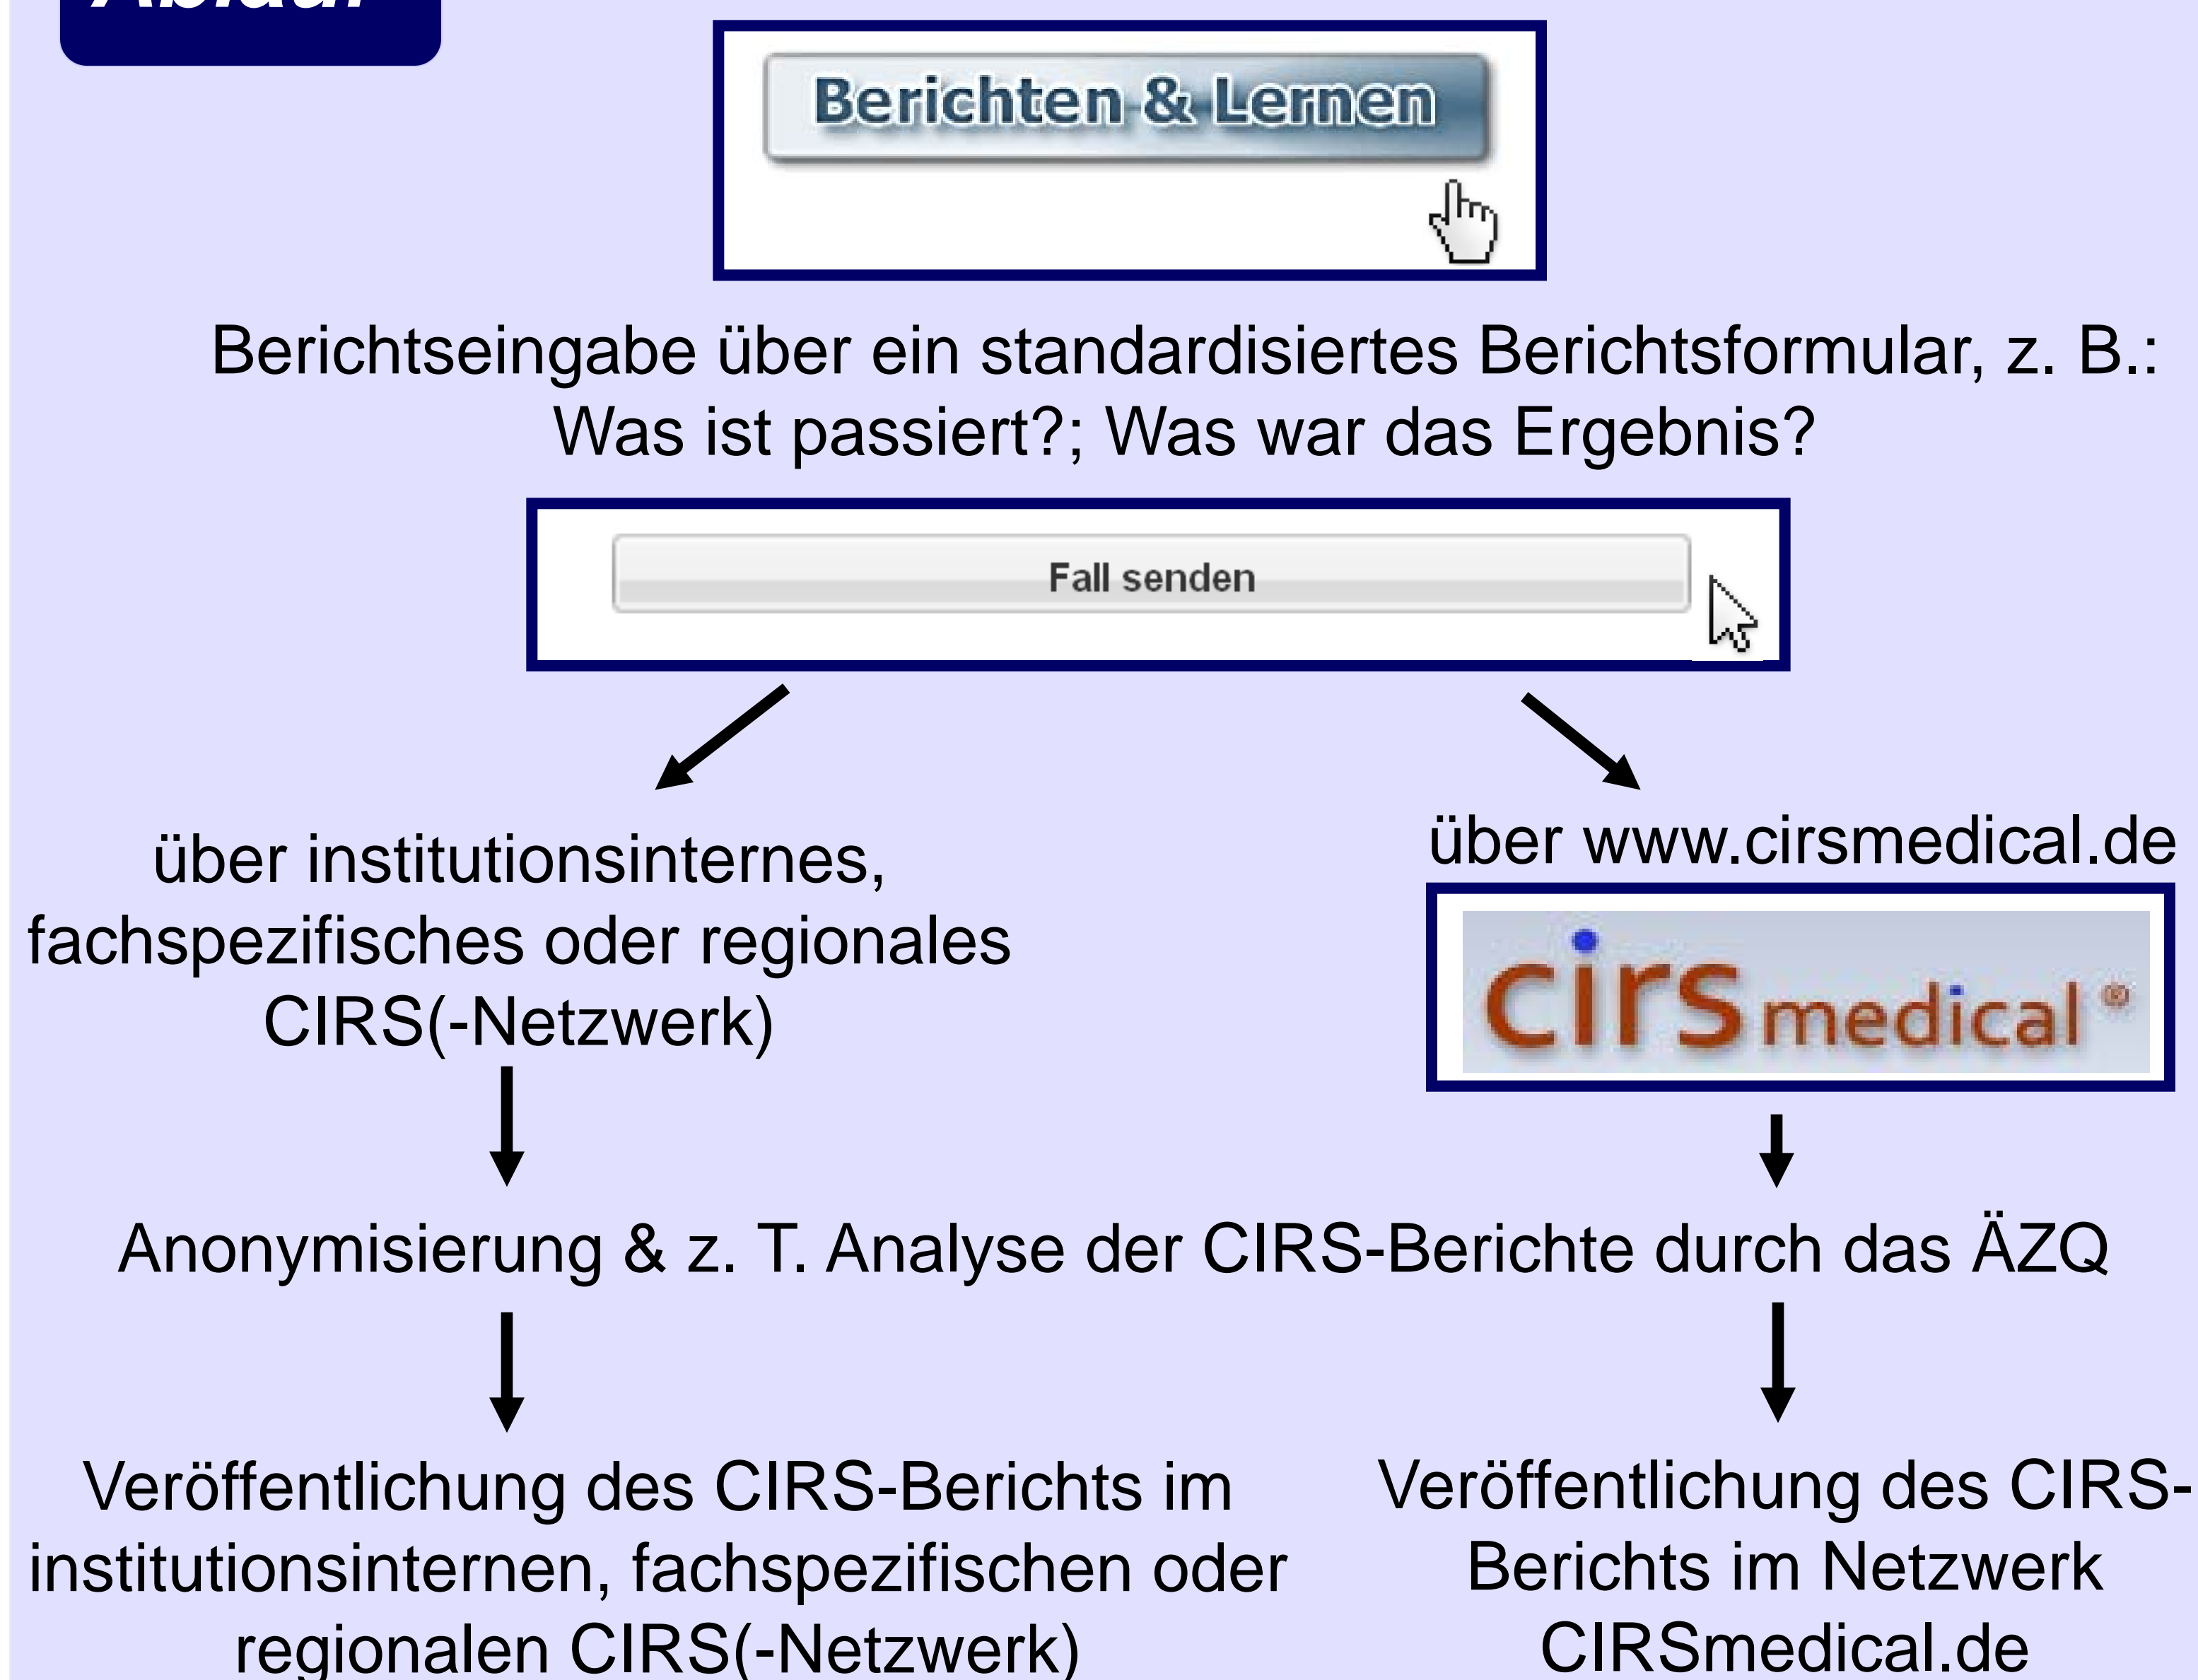 Ablauf
Berichten & Lernen
Berichtseingabe über ein standardisiertes Berichtsformular, z. B.:
Was ist passiert?; Was war das Ergebnis?
Fall senden
über institutionsinternes,
fachspezifisches oder regionales
CIRS(-Netzwerk)
über www.cirsmedical.de
cirsmedical ®
Anonymisierung & z. T. Analyse der CIRS-Berichte durch das ÄZQ
Veröffentlichung des CIRS-Berichts im
institutionsinternen, fachspezifischen oder
regionalen CIRS(-Netzwerk)
Veröffentlichung des CIRS-
Berichts im Netzwerk
CIRSmedical.de